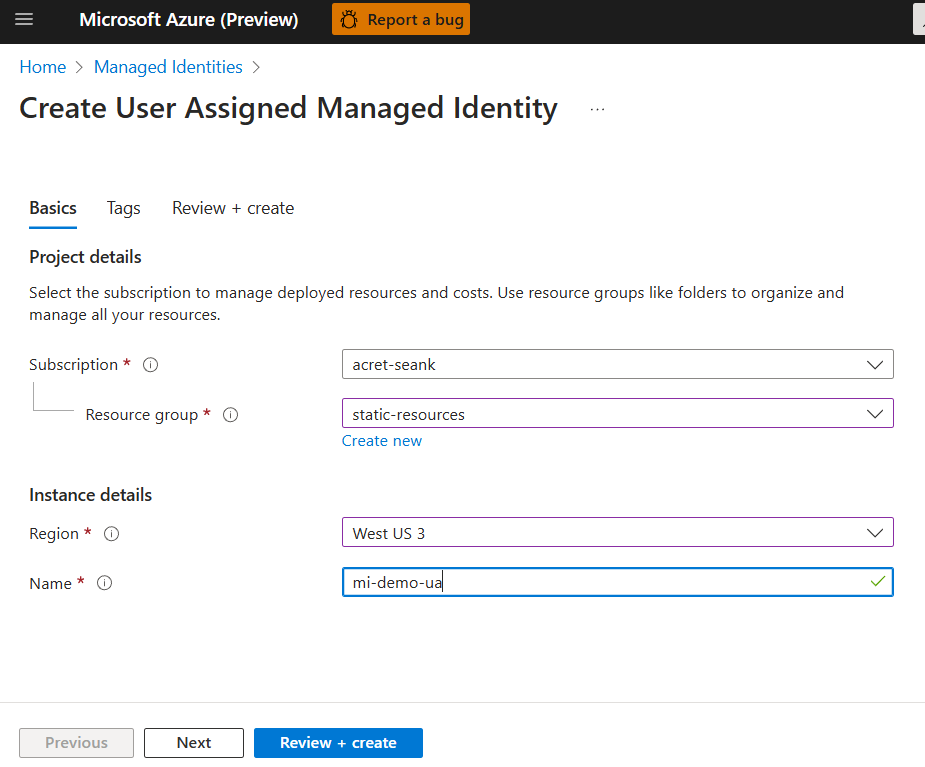 Microsoft Azure (Preview)
Report a bug
Home > Managed Identities >
Create User Assigned Managed Identity ...
Basics Tags Review + create
Project details
Select the subscription to manage deployed resources and costs. Use resource groups like folders to organize and
manage all your resources.
Subscription * acret-seank
Resource group * static-resources
Create new
Instance details
Region * West US 3
Name * mi-demo-ua
Previous Next Review + create